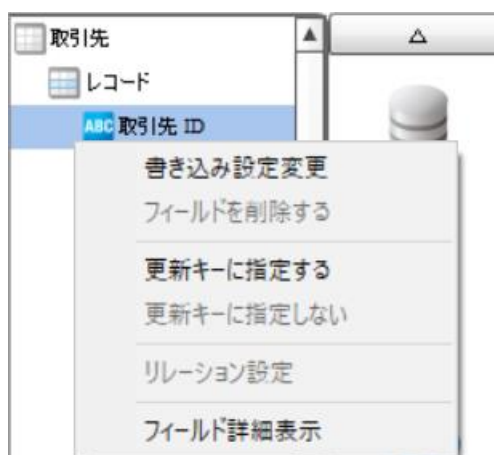 取引先
レコード
ABC 取引先 ID
書き込み設定変更
フィールドを削除する
更新キーに指定する
更新キーに指定しない
リレーション設定
フィールド詳細表示